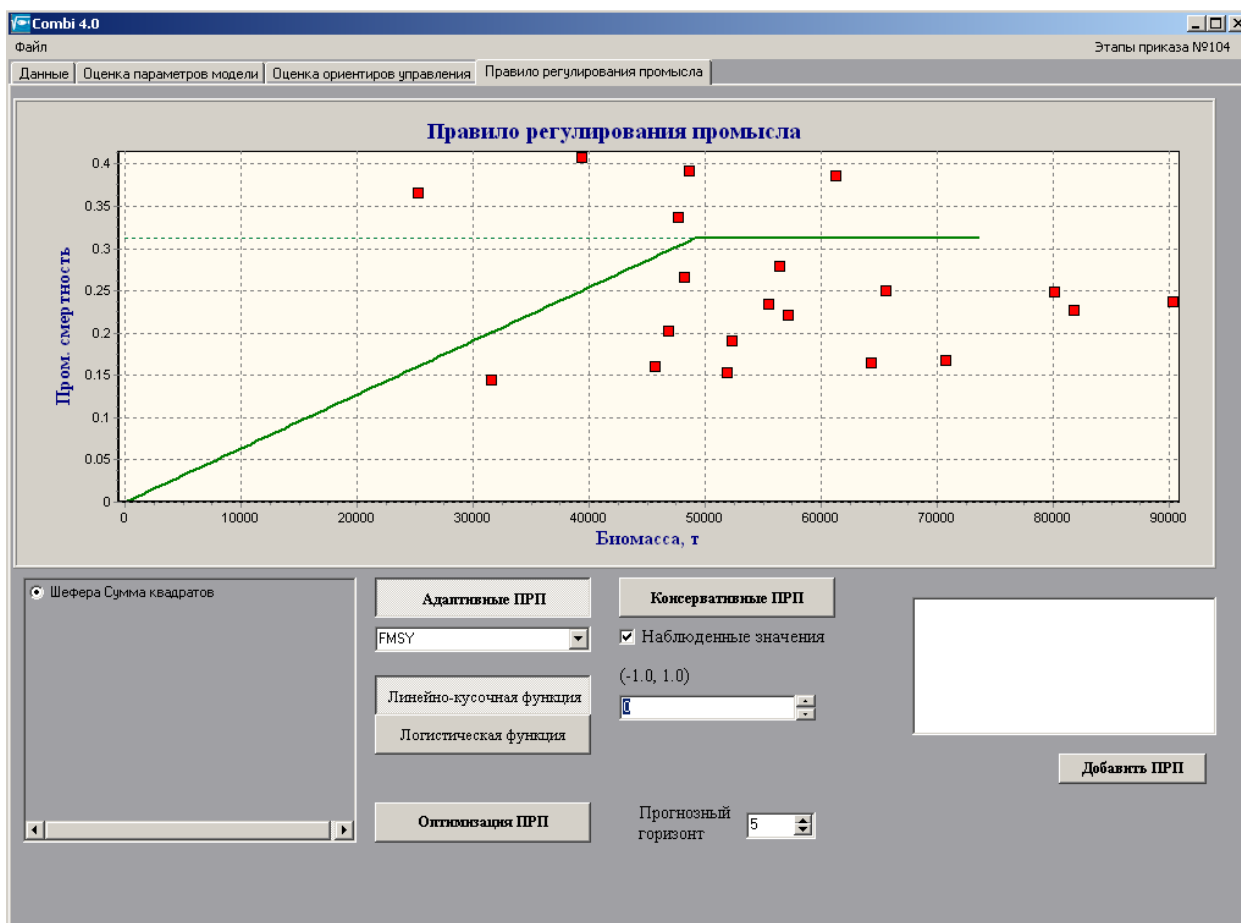 Combi 4.0
Файл
Этапы приказа №104
Данные
Оценка параметров модели
Оценка ориентиров управления
Правило регулирования промысла
Правило регулирования промысла
Пром. смертность
0.4
0.35
0.3
0.25
0.2
0.15
0.1
0.05
0
0 10000 20000 30000 40000 50000 60000 70000 80000 90000
Биомасса, т
Шефера Сумма квадратов
Адаптивные ПРП
Консервативные ПРП
FMSY
Наблюденные значения
(-1.0, 1.0)
Линейно-кусочная функция
0
Логистическая функция
Добавить ПРП
Оптимизация ПРП
Прогнозный
горизонт
5